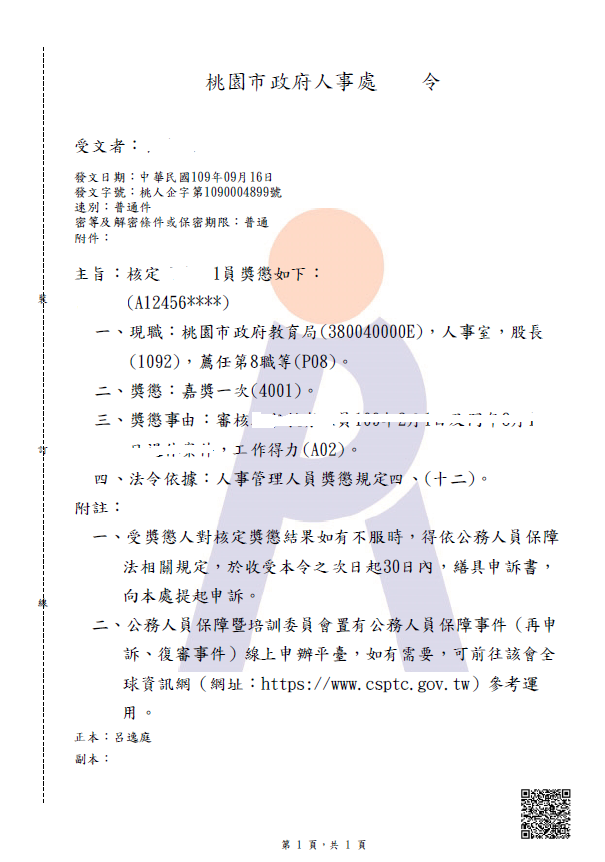 桃園市政府人事處　　令
受文者：
發文日期：中華民國109年09月16日
發文字號：桃人企字第1090004899號
速別：普通件
密等及解密條件或保密期限：普通
附件：
主旨：核定　　　1員獎懲如下：
(A12456****)
一、現職：桃園市政府教育局(380040000E)，人事室，股長
(1092)，薦任第8職等(P08)。
二、獎懲：嘉獎一次(4001)。
三、獎懲事由：審核
，工作得力(A02)。
四、法令依據：人事管理人員獎懲規定四、(十二)。
附註：
一、受獎懲人對核定獎懲結果如有不服時，得依公務人員保障
法相關規定，於收受本令之次日起30日內，繕具申訴書，
向本處提起申訴。
二、公務人員保障暨培訓委員會置有公務人員保障事件（再申
訴、復審事件）線上申辦平臺，如有需要，可前往該會全
球資訊網（網址：https://www.csptc.gov.tw）參考運
用。
正本：呂逸庭
副本：
裝
訂
線
第 1 頁，共 1 頁